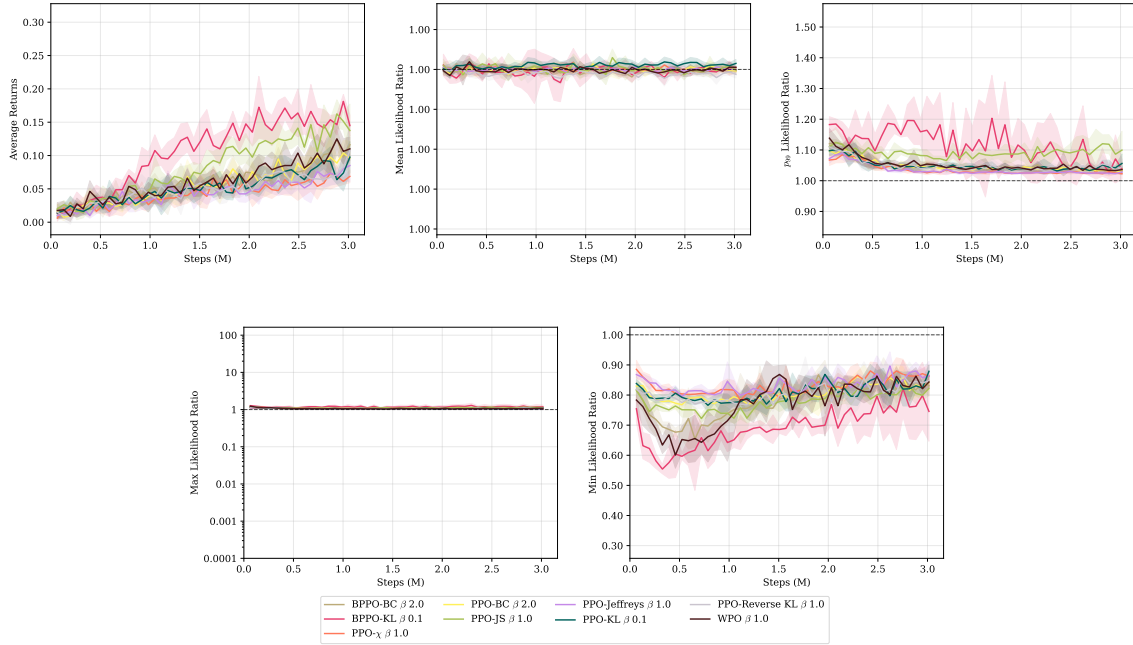 0.30
0.25
0.20
0.15
0.10
0.05
0.00
Average Returns
0.0 0.5 1.0 1.5 2.0 2.5 3.0
Steps (M)
1.00
1.00
1.00
1.00
1.00
1.00
Mean Likelihood Ratio
0.0 0.5 1.0 1.5 2.0 2.5 3.0
Steps (M)
1.50
1.40
1.30
1.20
1.10
1.00
0.90
Likelihood Ratio
0.0 0.5 1.0 1.5 2.0 2.5 3.0
Steps (M)
100
10
1
0.1
0.01
0.001
0.0001
Max Likelihood Ratio
0.0 0.5 1.0 1.5 2.0 2.5 3.0
Steps (M)
1.00
0.90
0.80
0.70
0.60
0.50
0.40
0.30
Min Likelihood Ratio
0.0 0.5 1.0 1.5 2.0 2.5 3.0
Steps (M)
BPPO-BC β 2.0 PPO-BC β 2.0 PPO-Jeffreys β 1.0 PPO-Reverse KL β 1.0
BPPO-KL β 0.1 PPO-JS β 1.0 PPO-KL β 0.1 WPO β 1.0
PPO-χ β 1.0